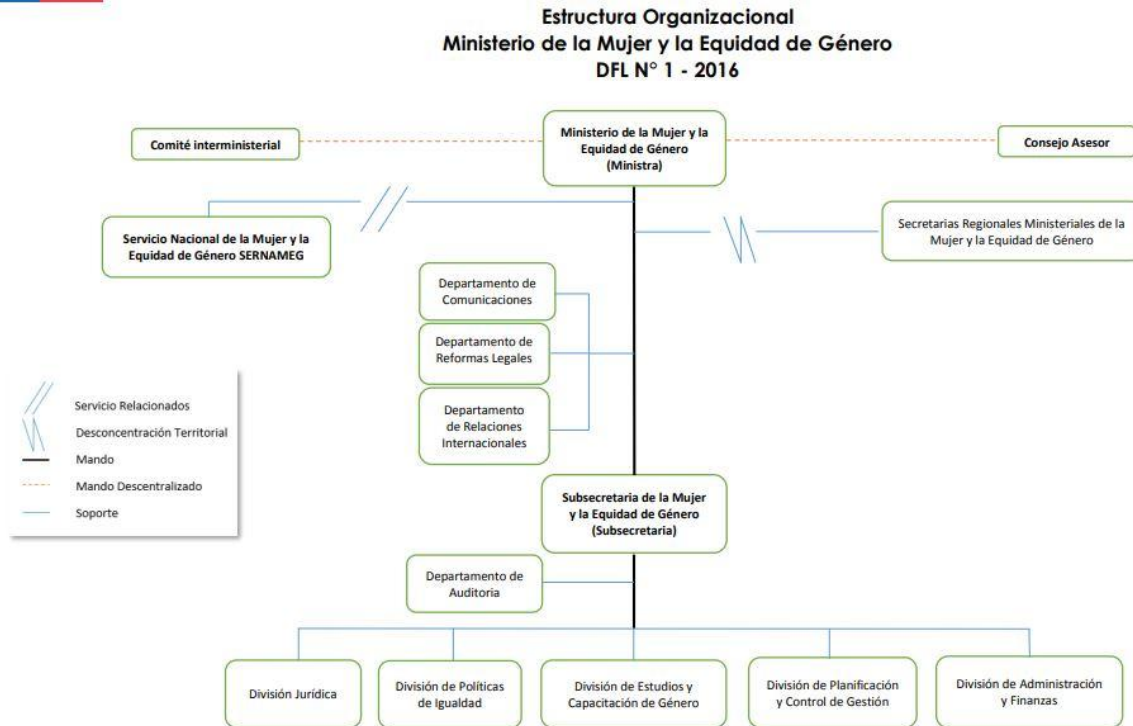 Estructura Organizacional
Ministerio de la Mujer y la Equidad de Género
DFL N° 1 - 2016
Comité interministerial
Ministerio de la Mujer y la
Equidad de Género
(Ministra)
Consejo Asesor
Servicio Nacional de la Mujer y la
Equidad de Género SERNAMEG
Secretarias Regionales Ministeriales de la
Mujer y la Equidad de Género
Departamento de
Comunicaciones
Departamento de
Reformas Legales
Departamento
de Relaciones
Internacionales
Servicio Relacionados
Desconcentración Territorial
Mando
Mando Descentralizado
Soporte
Subsecretaria de la Mujer
y la Equidad de Género
(Subsecretaria)
Departamento de
Auditoria
División Jurídica
División de Políticas
de Igualdad
División de Estudios y
Capacitación de Género
División de Planificación
y Control de Gestión
División de Administración
y Finanzas